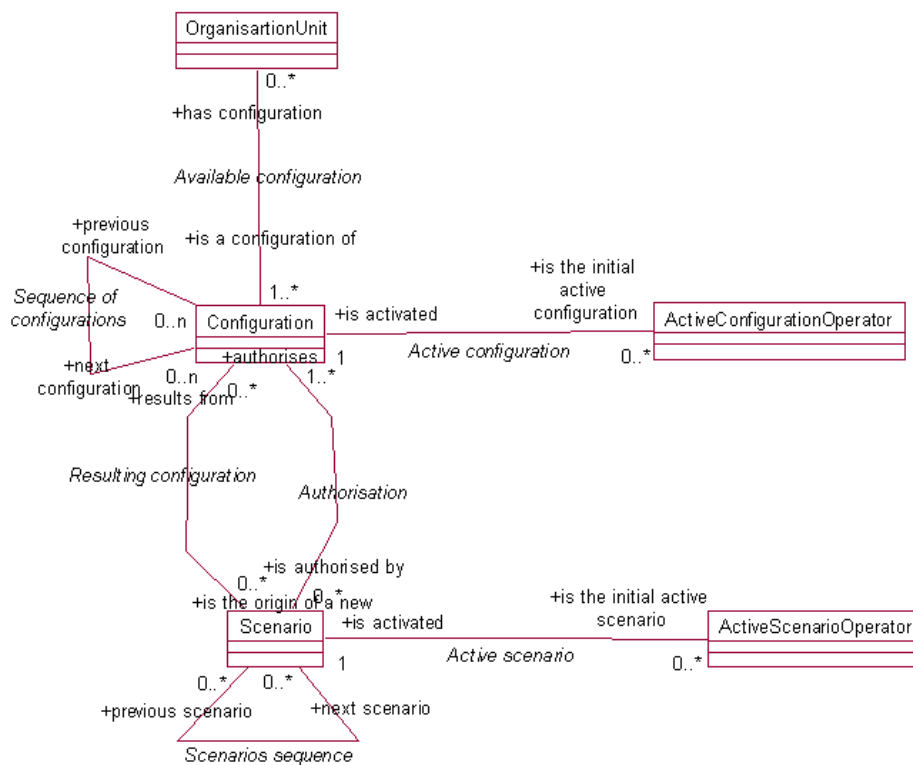 OrganisartionUnit
0..*
+has configuration
Available configuration
+is a configuration of
1..*
+previous
configuration
Sequence of
configurations
0..n
+next
configuration
0..n
Configuration
+is activated
1
Active configuration
+is the initial
active
configuration
0..*
ActiveConfigurationOperator
+authorises
+results from
0..*
1..*
Resulting configuration
Authorisation
+is authorised by
0..*
0..*
+is the origin of a new
Scenario
+is activated
1
Active scenario
+is the initial active
scenario
0..*
ActiveScenarioOperator
0..*
0..*
+previous scenario
+next scenario
Scenarios sequence